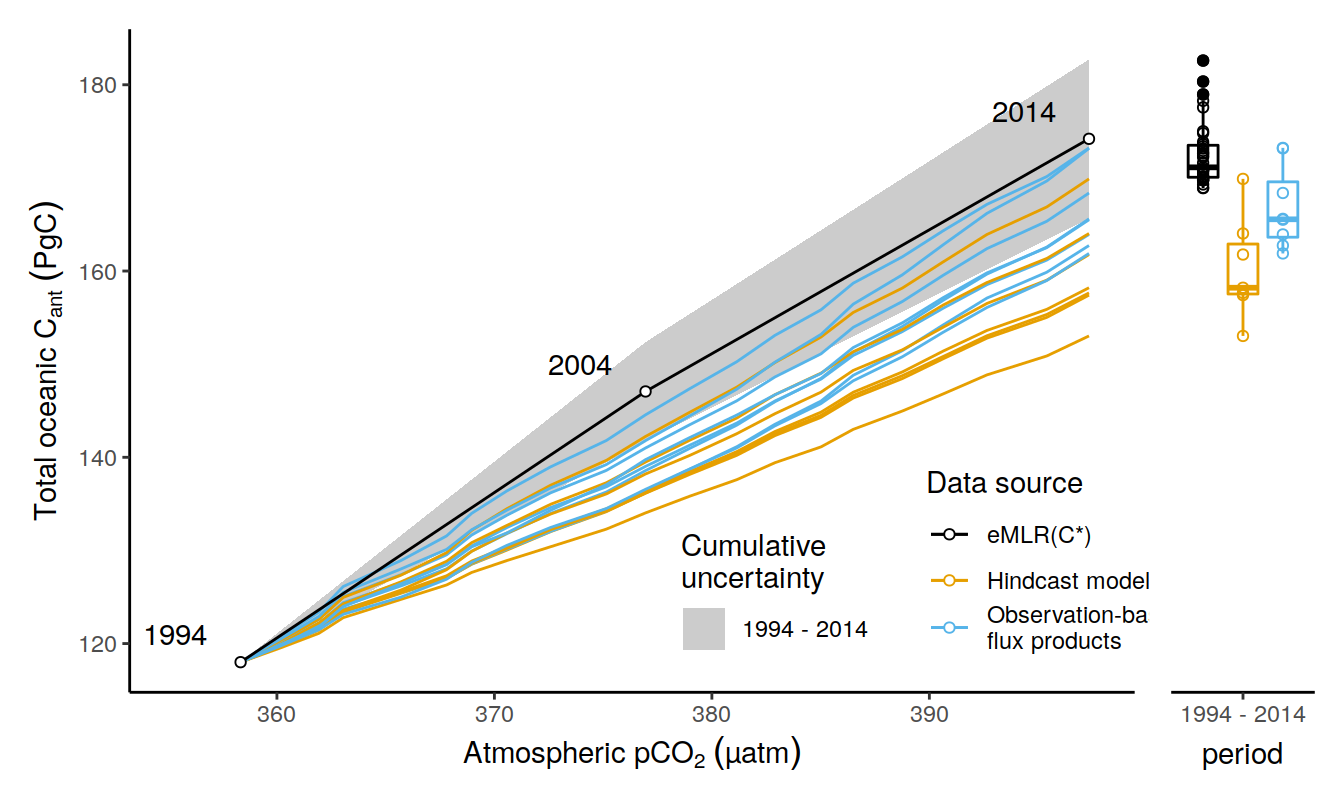 Total oceanic Cant (PgC)
180
160
140
120
1994
2004
2014
Cumulative
uncertainty
1994 - 2014
Data source
eMLR(C*)
Hindcast model
Observation-ba
flux products
360
370
380
390
Atmospheric pCO2 (µatm)
1994 - 2014
period